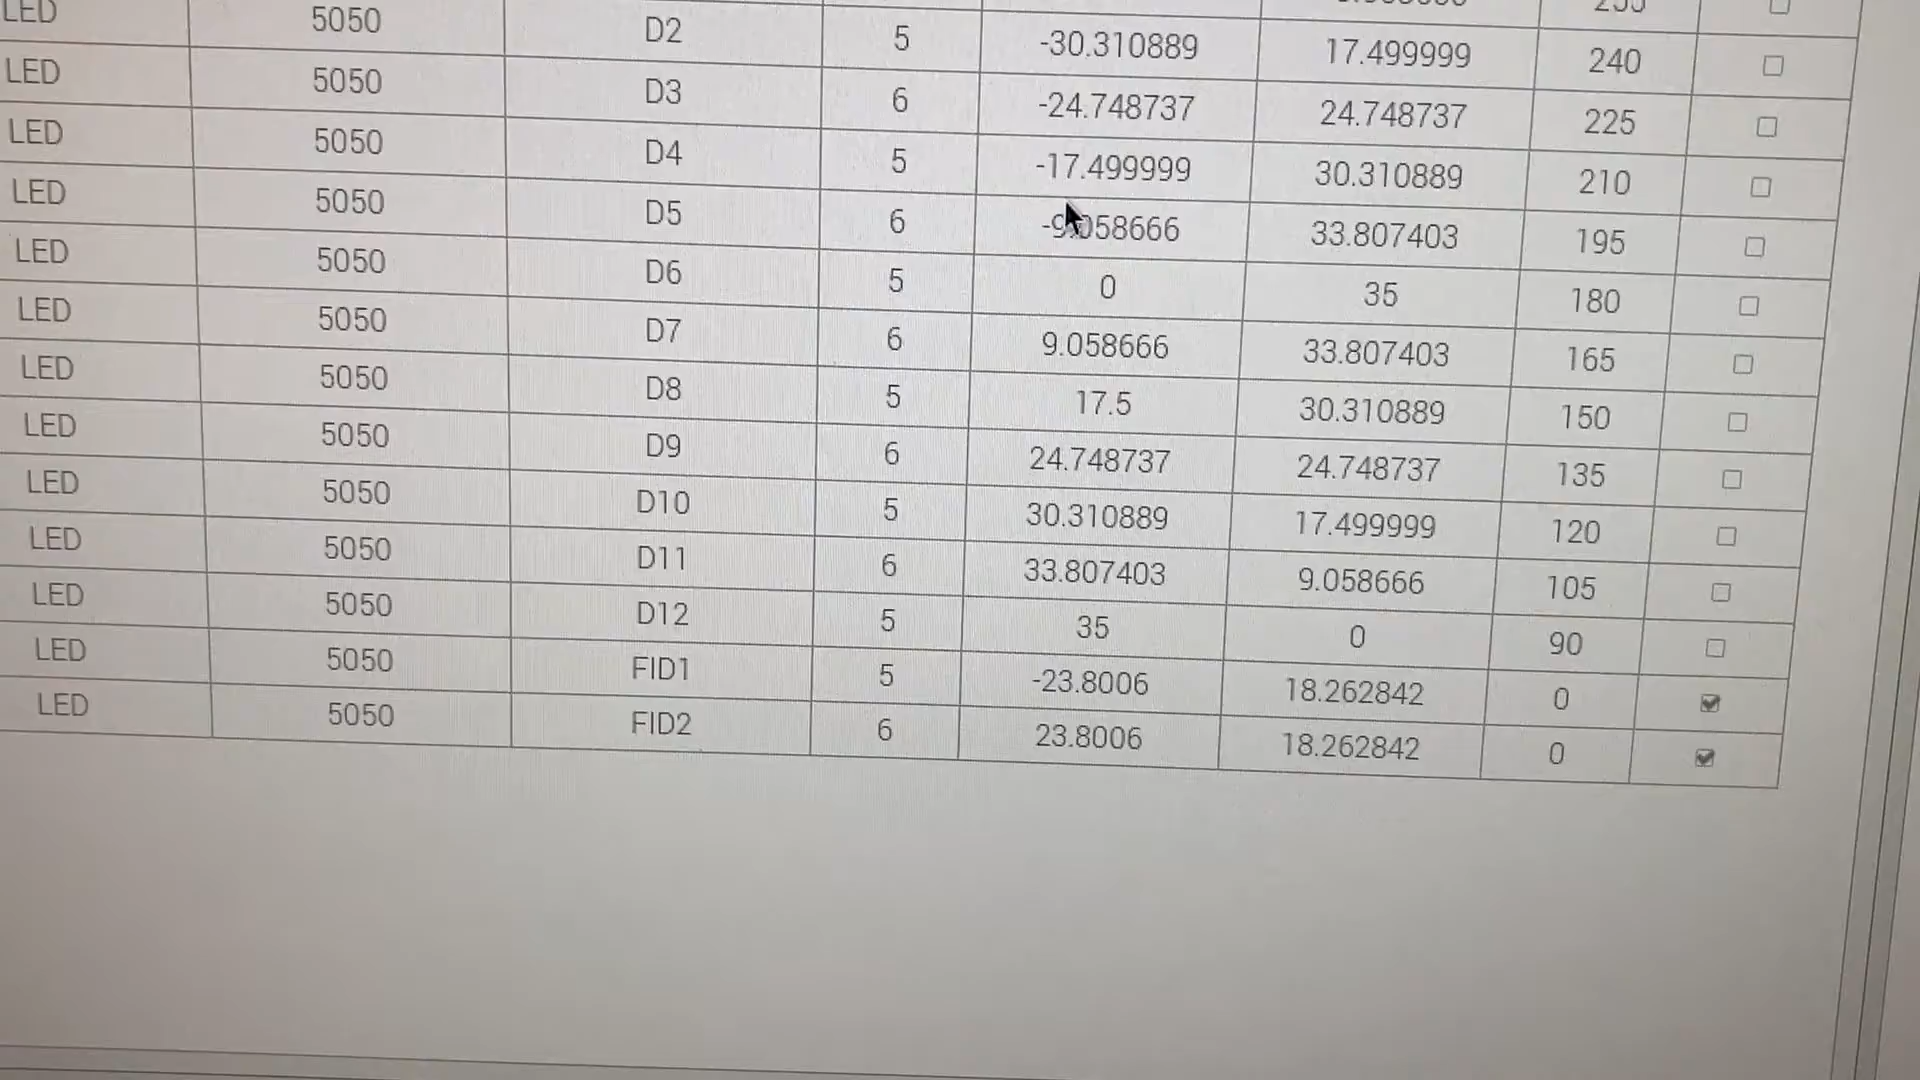 LED 5050 D2 5 -30.310889 17.499999 240
LED 5050 D3 6 -24.748737 24.748737 225
LED 5050 D4 5 -17.499999 30.310889 210
LED 5050 D5 6 -9.058666 33.807403 195
LED 5050 D6 5 0 35 180
LED 5050 D7 6 9.058666 33.807403 165
LED 5050 D8 5 17.5 30.310889 150
LED 5050 D9 6 24.748737 24.748737 135
LED 5050 D10 5 30.310889 17.499999 120
LED 5050 D11 6 33.807403 9.058666 105
LED 5050 D12 5 35 0 90
LED 5050 FID1 5 -23.8006 18.262842 0
LED 5050 FID2 6 23.8006 18.262842 0